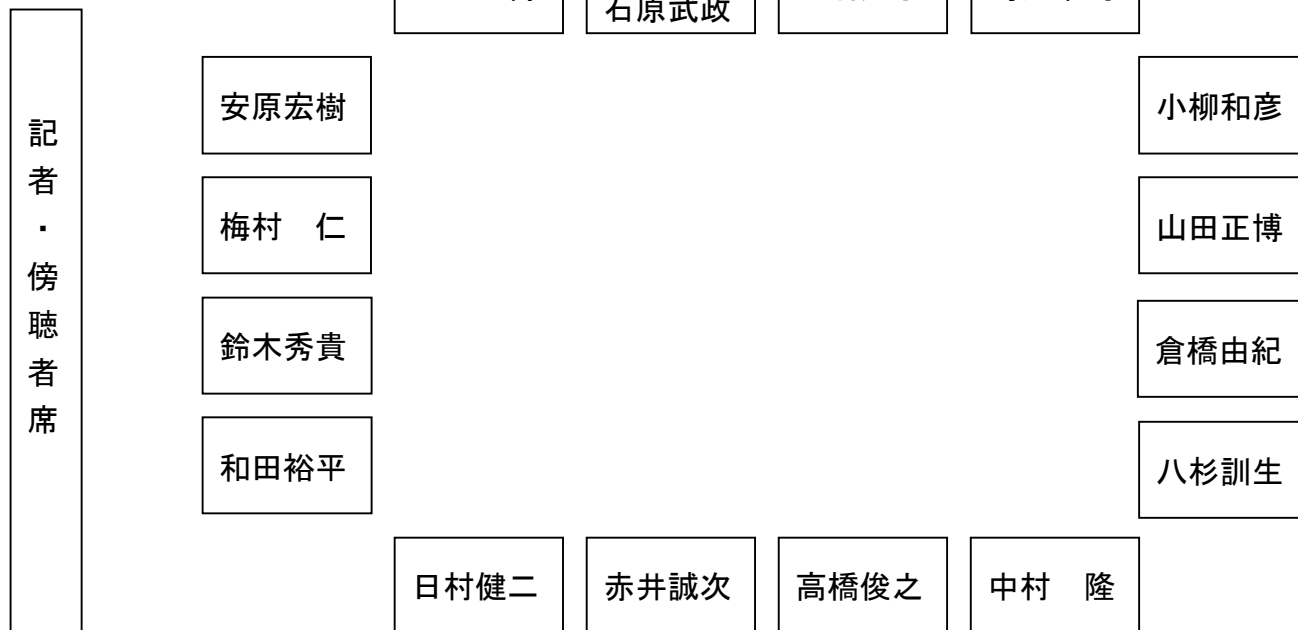 石原武政
記者・傍聴者席
安原宏樹
小柳和彦
梅村　仁
山田正博
鈴木秀貴
倉橋由紀
和田裕平
八杉訓生
日村健二
赤井誠次
高橋俊之
中村　隆